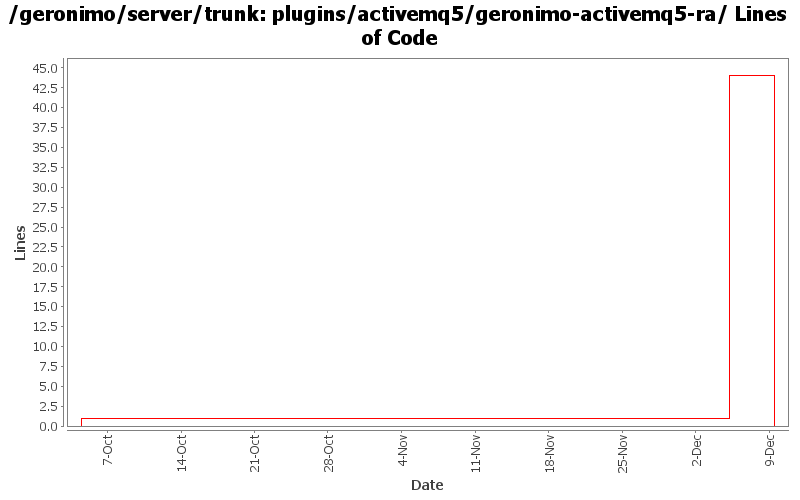 /geronimo/server/trunk: plugins/activemq5/geronimo-activemq5-ra/ Lines
of Code
45.0
42.5
40.0
37.5
35.0
32.5
30.0
27.5
25.0
22.5
20.0
17.5
15.0
12.5
10.0
7.5
5.0
2.5
0.0
Lines
7-Oct
14-Oct
21-Oct
28-Oct
4-Nov
11-Nov
18-Nov
25-Nov
2-Dec
9-Dec
Date